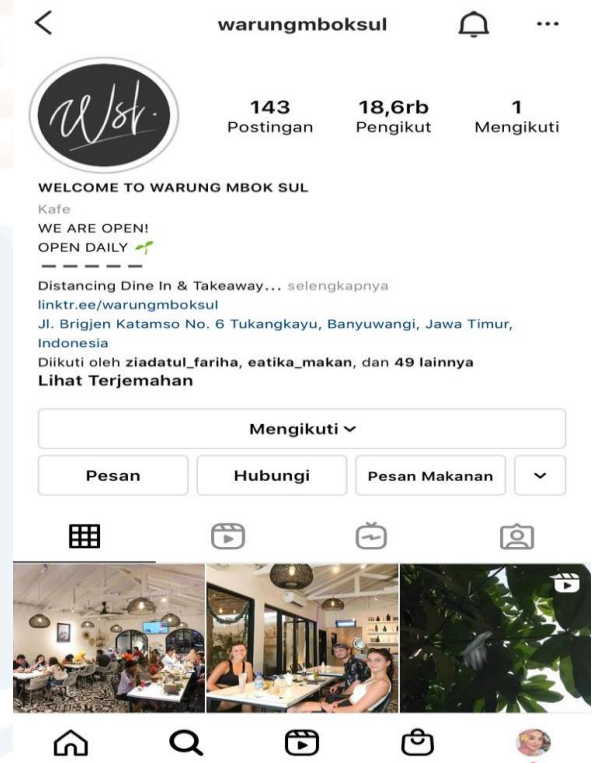 warungmboksul
Wst.
143
18,6rb
1
Postingan
Pengikut
Mengikuti
WELCOME TO WARUNG MBOK SUL
Kafe
WE ARE OPEN!
OPEN DAILY 🌱
— — — — —
Distancing Dine In & Takeaway... selengkapnya
linktr.ee/warungmboksul
Jl. Brigjen Katamso No. 6 Tukangkayu, Banyuwangi, Jawa Timur,
Indonesia
Diikuti oleh ziadatul_fariha, eatika_makan, dan 49 lainnya
Lihat Terjemahan
Mengikuti
Pesan
Hubungi
Pesan Makanan